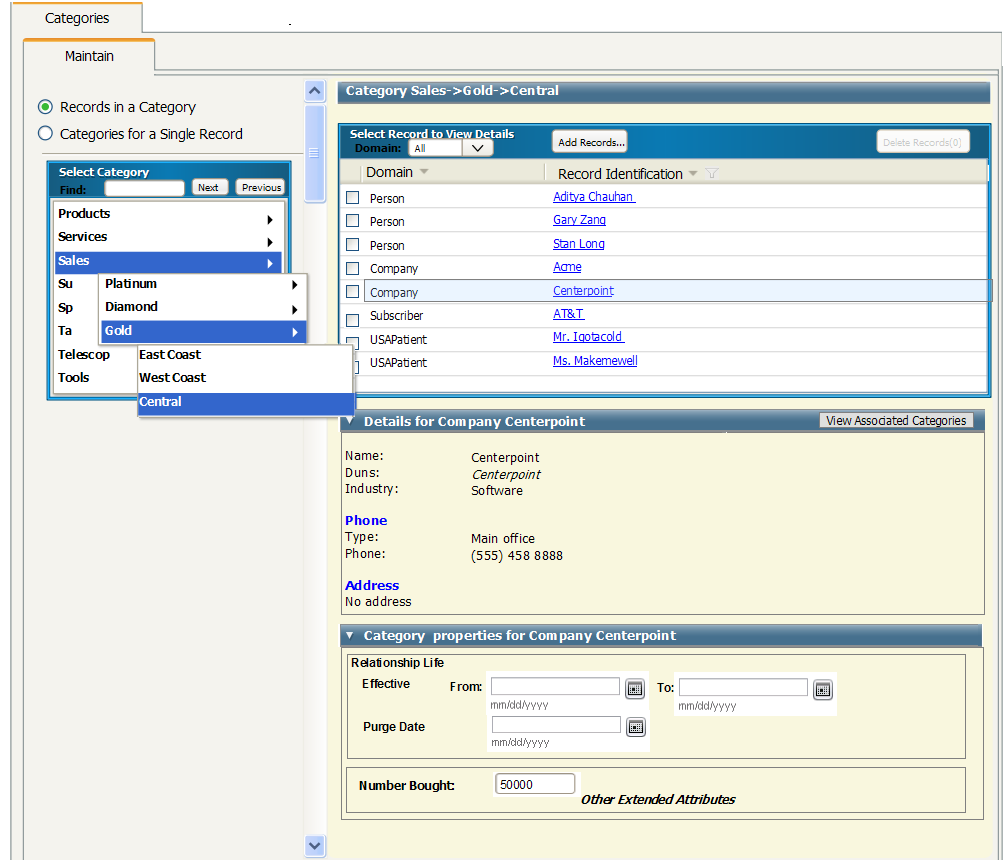 Categories
Maintain
Records in a Category
Categories for a Single Record
Select Category
Find: Next Previous
Products
Services
Sales
Su
Sp
Ta
Telescop
Tools
Platinum
Diamond
Gold
East Coast
West Coast
Central
Category Sales->Gold->Central
Select Record to View Details
Domain: All Add Records... Delete Records(0)
Domain Record Identification
Person Aditya Chauhan
Person Gary Zang
Person Stan Long
Company Acme
Company Centerpoint
Subscriber AT&T
USAPatient Mr. Igotacold
USAPatient Ms. Makemewell
Details for Company Centerpoint View Associated Categories
Name: Centerpoint
Duns: Centerpoint
Industry: Software
Phone
Type: Main office
Phone: (555) 458 8888
Address
No address
Category properties for Company Centerpoint
Relationship Life
Effective From: To:
mm/dd/yyyy mm/dd/yyyy
Purge Date
mm/dd/yyyy
Number Bought: 50000
Other Extended Attributes